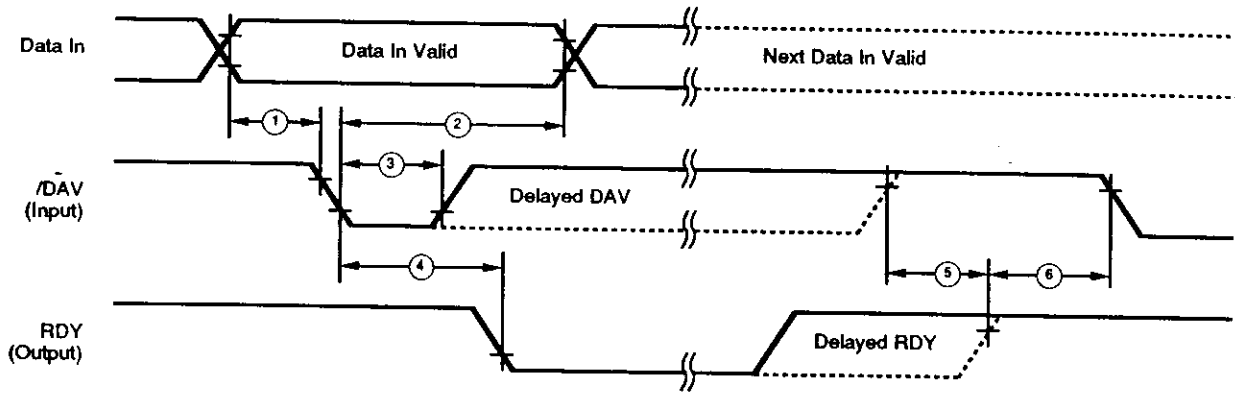 Data In
Data In Valid
Next Data In Valid
1
2
3
/DAV
(Input)
Delayed DAV
4
5
6
RDY
(Output)
Delayed RDY